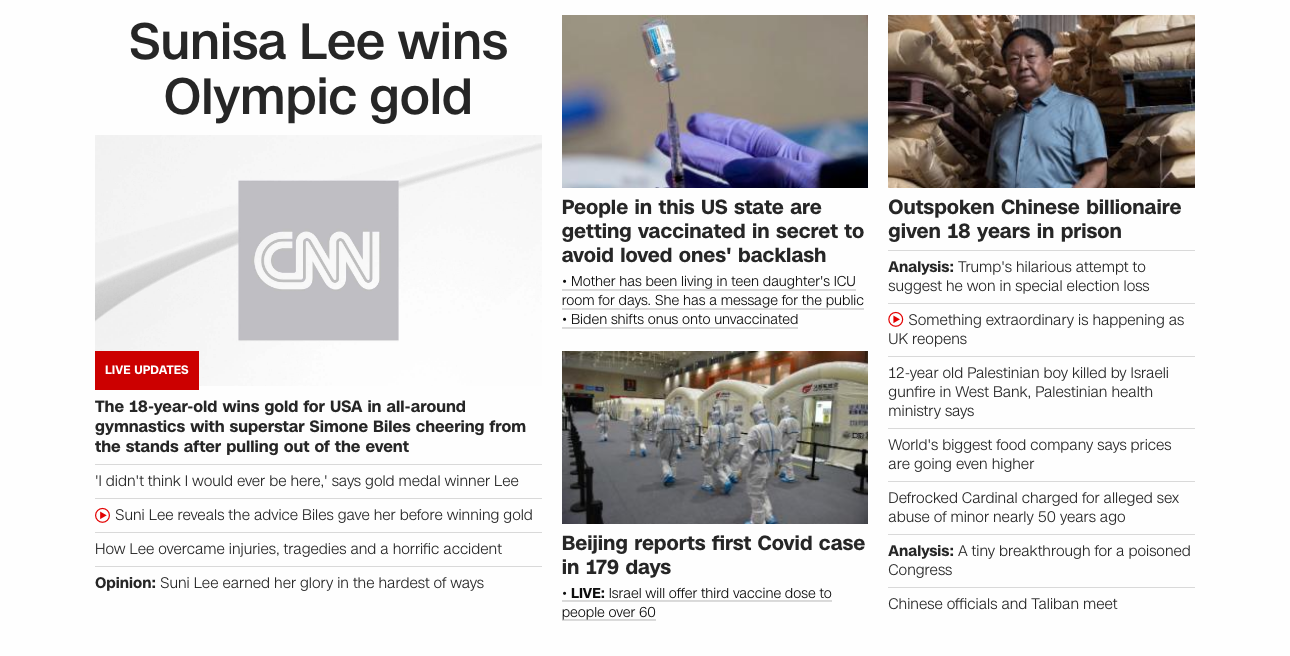 Sunisa Lee wins
Olympic gold
CNN
LIVE UPDATES
The 18-year-old wins gold for USA in all-around
gymnastics with superstar Simone Biles cheering from
the stands after pulling out of the event
'I didn't think I would ever be here,' says gold medal winner Lee
Suni Lee reveals the advice Biles gave her before winning gold
How Lee overcame injuries, tragedies and a horrific accident
Opinion: Suni Lee earned her glory in the hardest of ways
People in this US state are
getting vaccinated in secret to
avoid loved ones' backlash
• Mother has been living in teen daughter's ICU
room for days. She has a message for the public
• Biden shifts onus onto unvaccinated
Beijing reports first Covid case
in 179 days
• LIVE: Israel will offer third vaccine dose to
people over 60
Outspoken Chinese billionaire
given 18 years in prison
Analysis: Trump's hilarious attempt to
suggest he won in special election loss
Something extraordinary is happening as
UK reopens
12-year old Palestinian boy killed by Israeli
gunfire in West Bank, Palestinian health
ministry says
World's biggest food company says prices
are going even higher
Defrocked Cardinal charged for alleged sex
abuse of minor nearly 50 years ago
Analysis: A tiny breakthrough for a poisoned
Congress
Chinese officials and Taliban meet